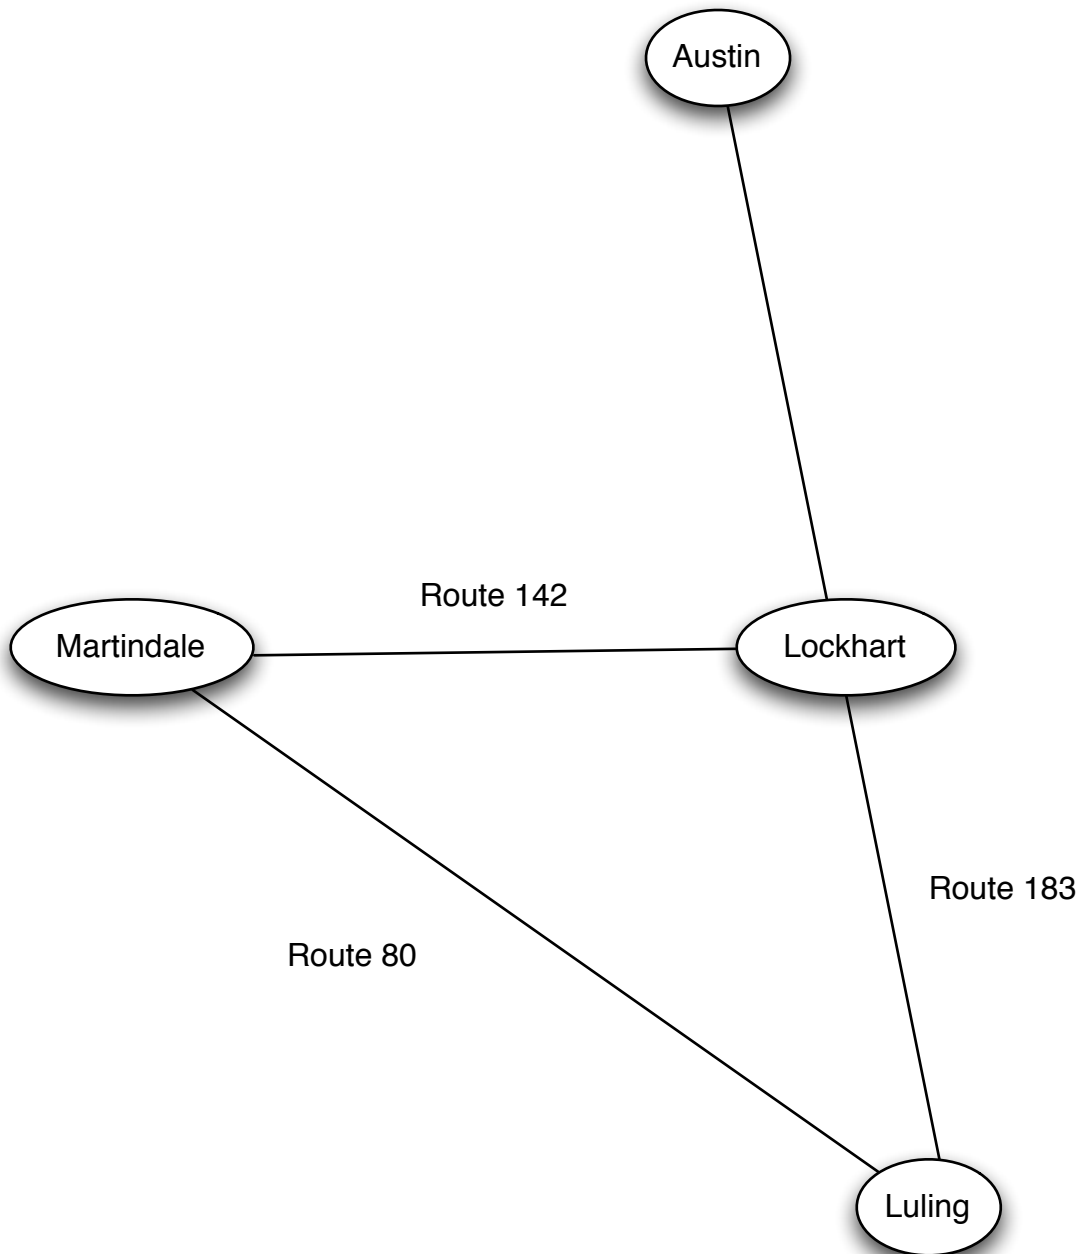 Austin
Route 142
Martindale
Lockhart
Route 183
Route 80
Luling